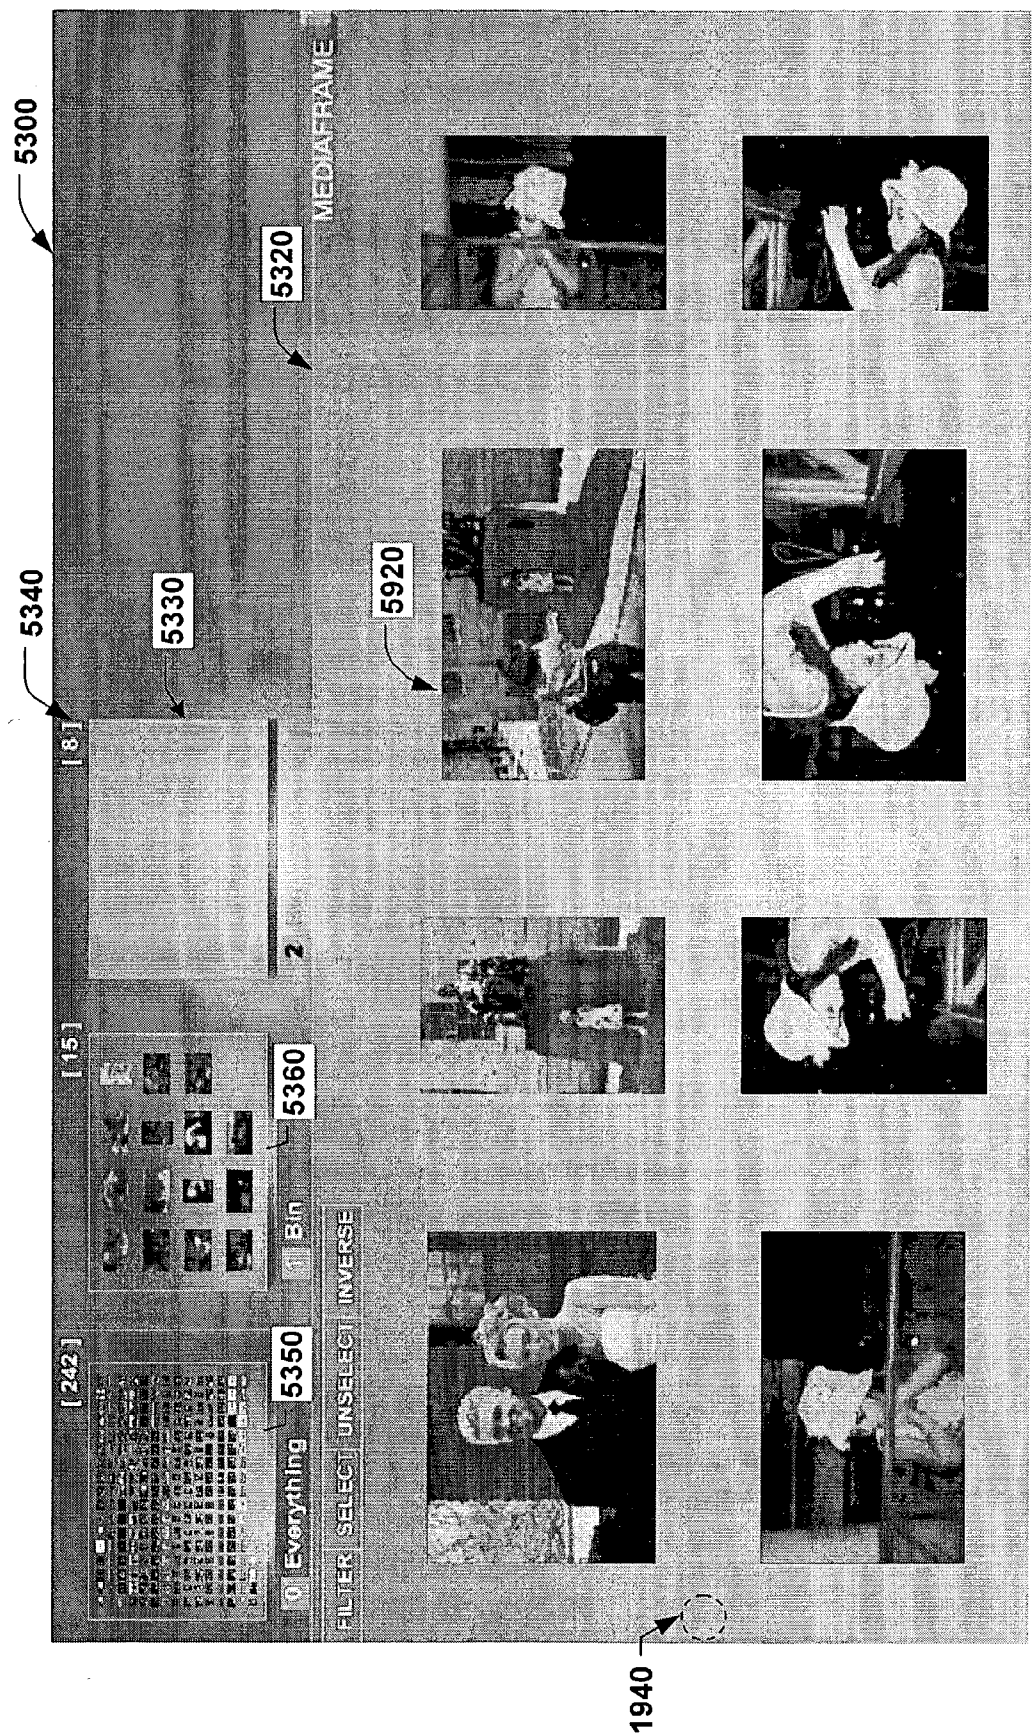 5300
5340
[ 242 ]
[ 15 ]
[ 8 ]
5330
5350
5360
5320
0 Everything
1 Bin
2
FILTER SELECT UNSELECT INVERSE
MEDIAFRAME
5920
1940